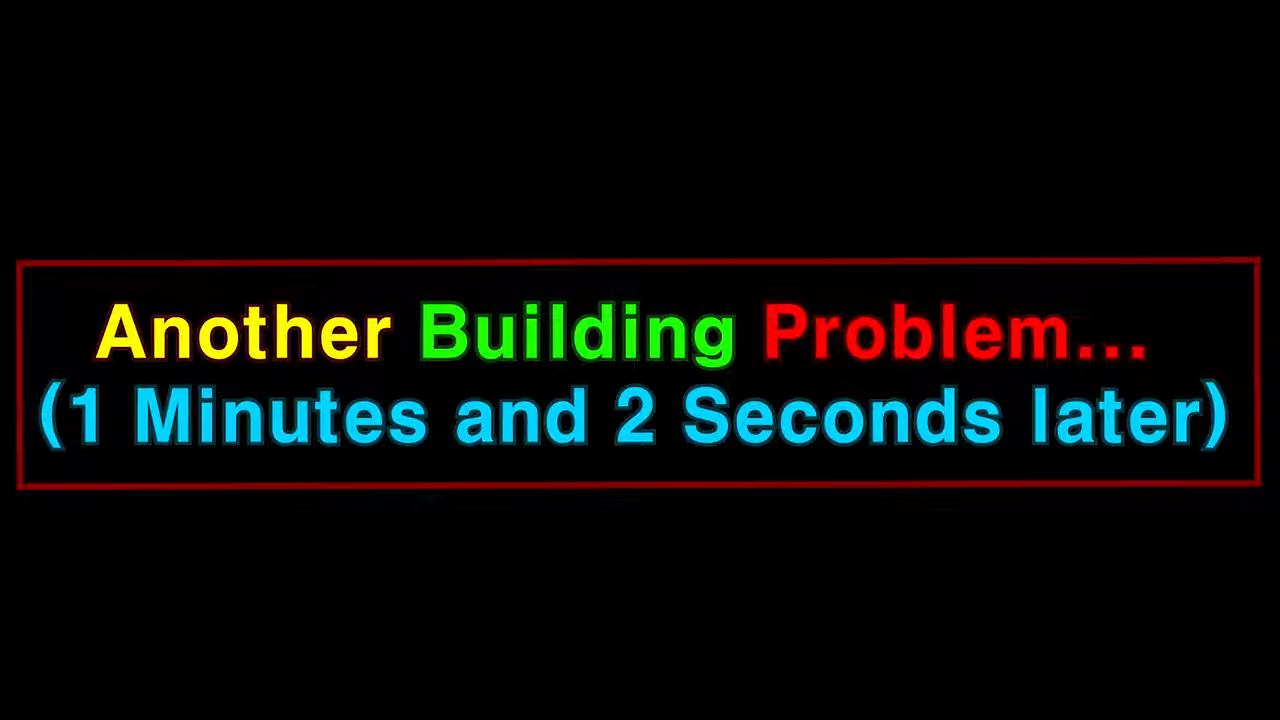 Another Building Problem...
(1 Minutes and 2 Seconds later)